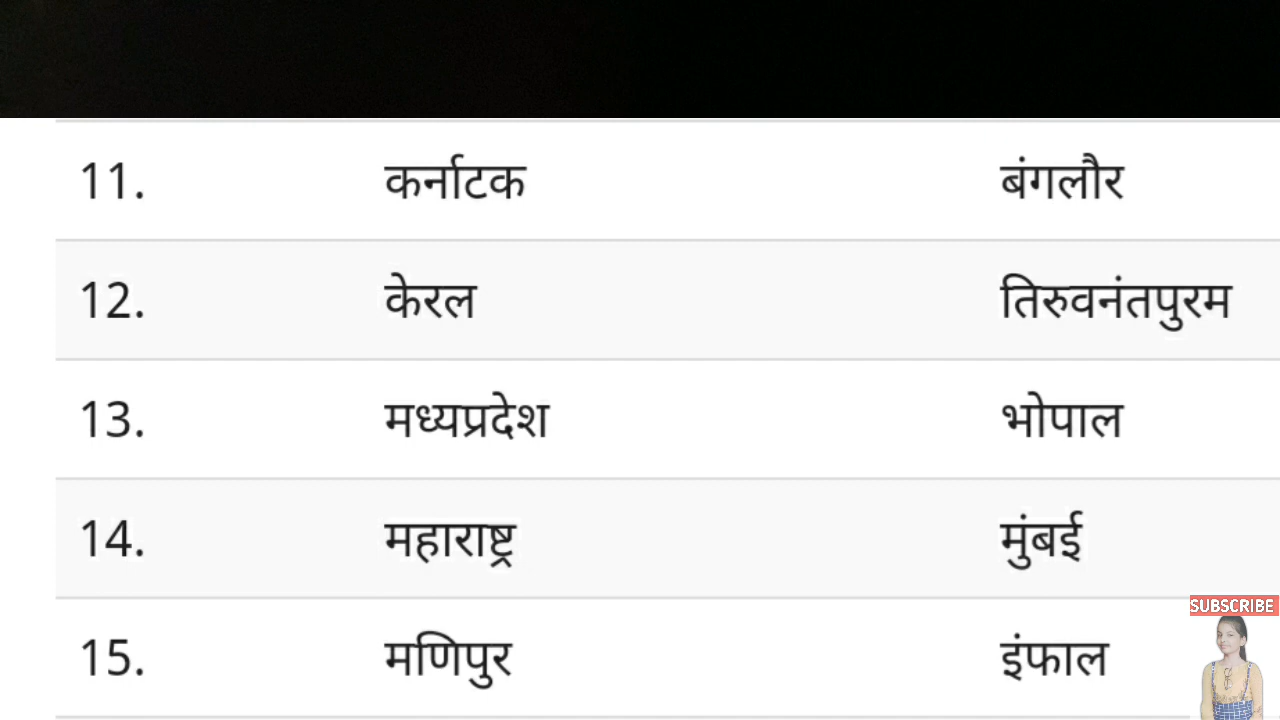 11. कर्नाटक बंगलौर
12. केरल तिरुवनंतपुरम
13. मध्यप्रदेश भोपाल
14. महाराष्ट्र मुंबई
SUBSCRIBE
15. मणिपुर इंफाल